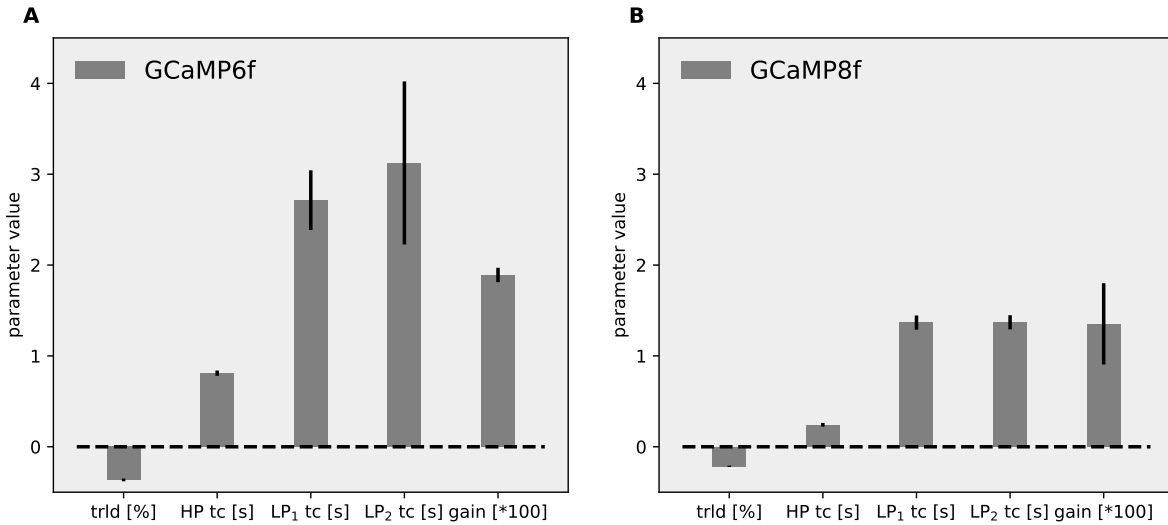 A
GCaMP6f
parameter value
4
3
2
1
0
trld [%] HP tc [s] LP₁ tc [s] LP₂ tc [s] gain [*100]
B
GCaMP8f
parameter value
4
3
2
1
0
trld [%] HP tc [s] LP₁ tc [s] LP₂ tc [s] gain [*100]